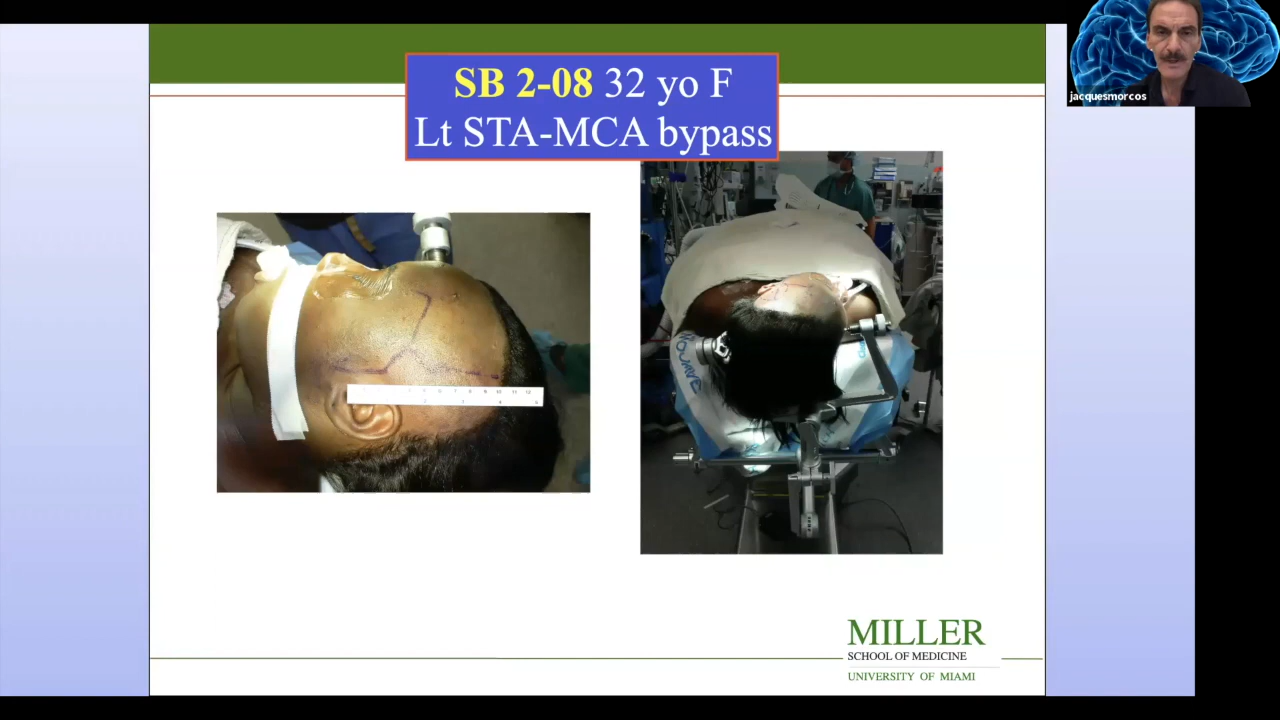 SB 2-08 32 yo F
Lt STA-MCA bypass
jacquesmorcos
MILLER
SCHOOL OF MEDICINE
UNIVERSITY OF MIAMI